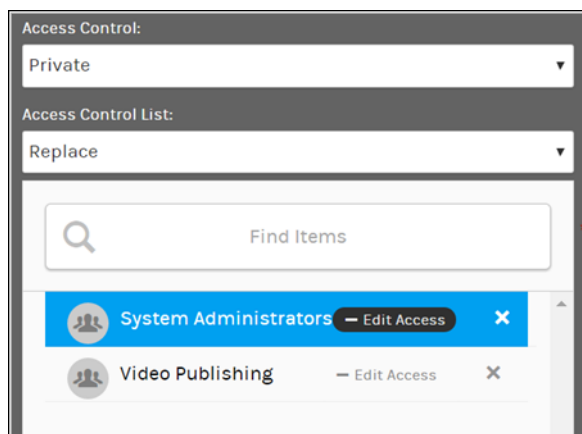 Access Control:
Private
Access Control List:
Replace
Find Items
System Administrators – Edit Access ×
Video Publishing – Edit Access ×